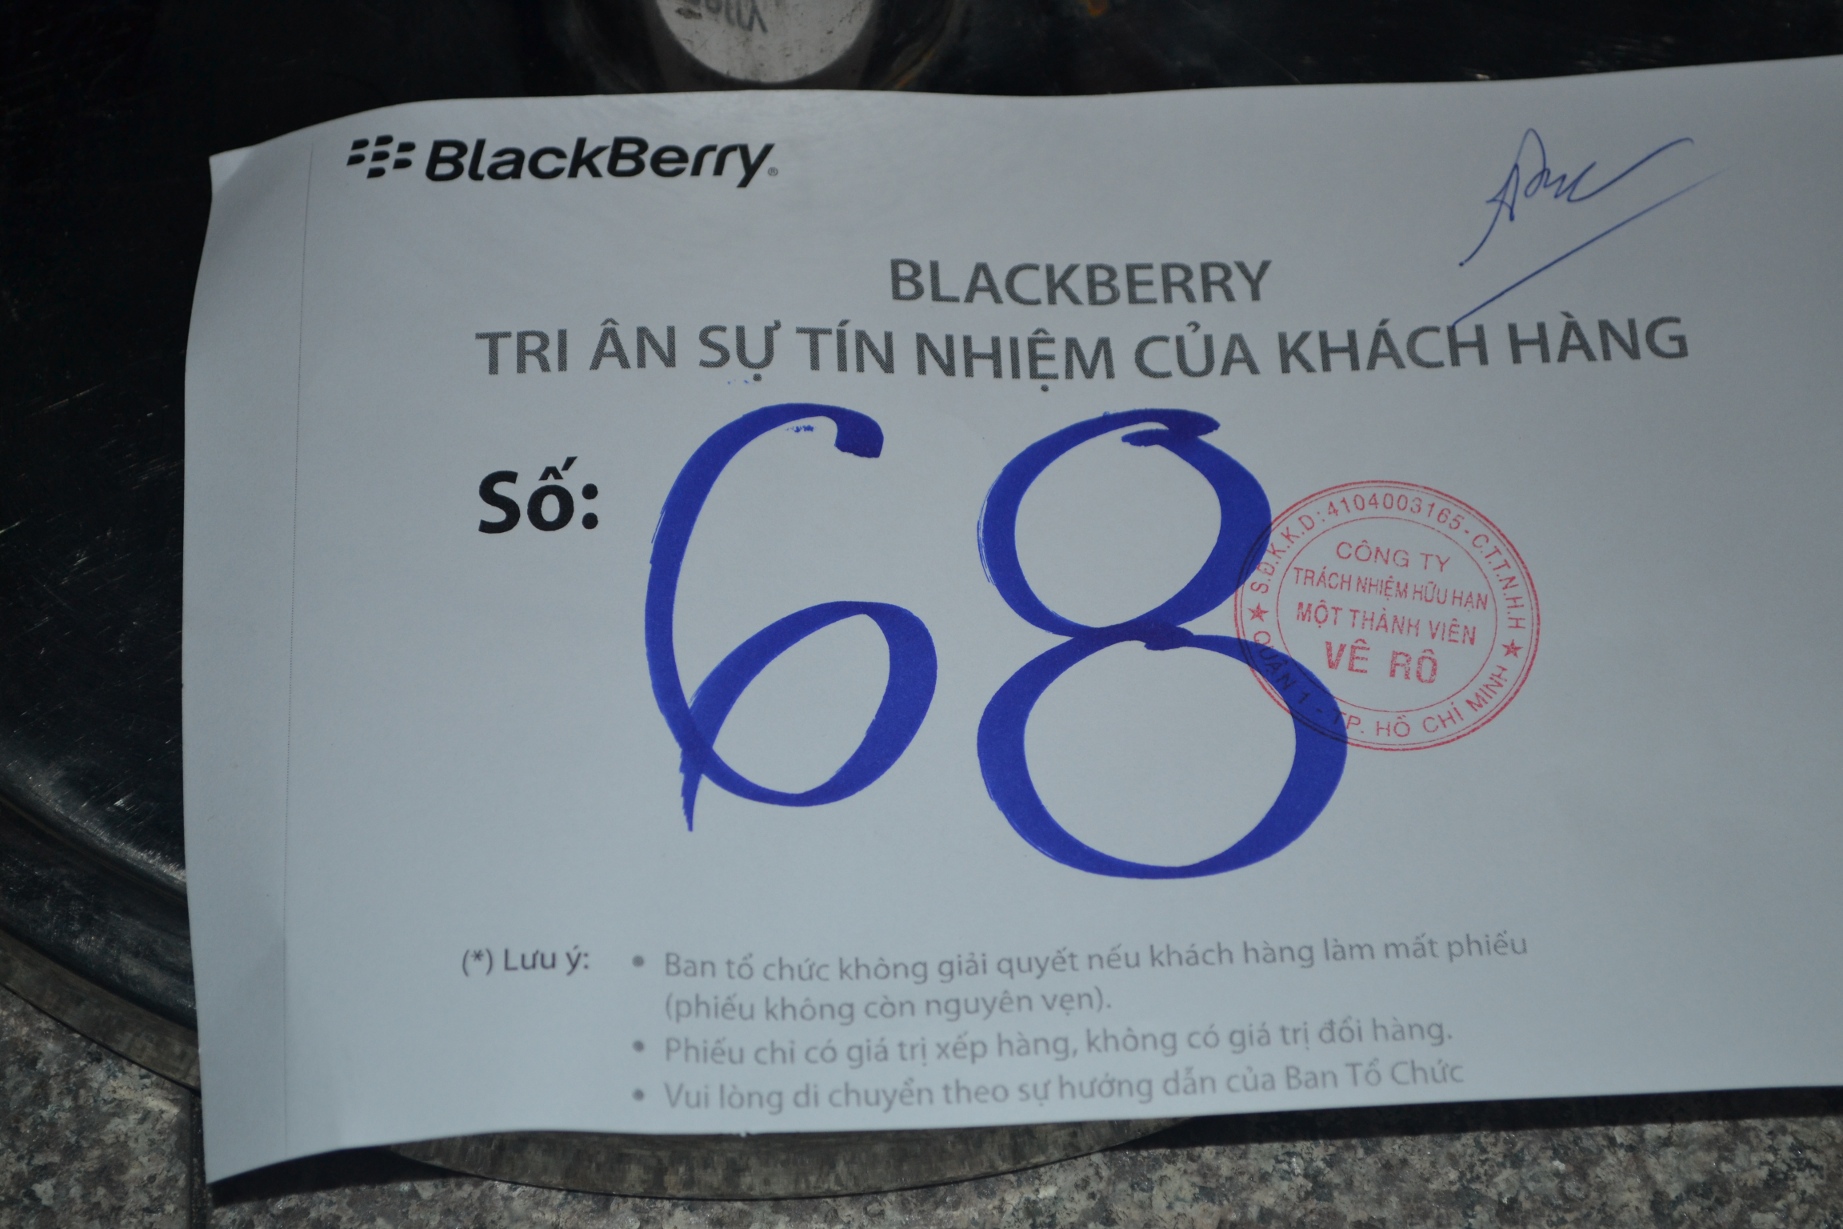 BlackBerry®
BLACKBERRY
TRI ÂN SỰ TÍN NHIỆM CỦA KHÁCH HÀNG
Số: 68
S.Đ.K.K.D:4104003165-C.T.T.N.H.H
CÔNG TY
TRÁCH NHIỆM HỮU HẠN
MỘT THÀNH VIÊN
VÊ RÔ
QUẬN 1 - TP. HỒ CHÍ MINH
(*) Lưu ý: • Ban tổ chức không giải quyết nếu khách hàng làm mất phiếu
(phiếu không còn nguyên vẹn).
• Phiếu chỉ có giá trị xếp hàng, không có giá trị đổi hàng.
• Vui lòng di chuyển theo sự hướng dẫn của Ban Tổ Chức